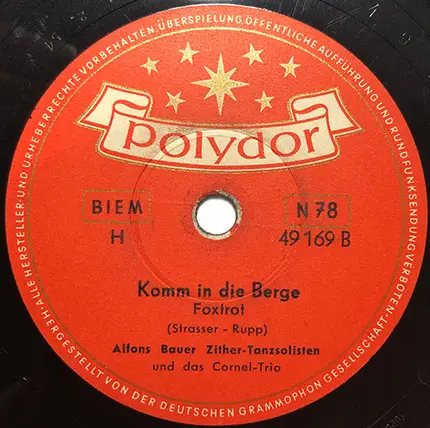 ALLE HERSTELLER- UND URHEBERRECHTE VORBEHALTEN, ÜBERSPIELUNG, ÖFFENTLICHE AUFFÜHRUNG UND RUNDFUNKSENDUNG VERBOTEN
polydor
BIEM
N 78
H
49 169 B
Komm in die Berge
Foxtrot
(Strasser - Rupp)
Alfons Bauer Zither-Tanzsolisten
und das Cornel-Trio
HERGESTELLT VON DER DEUTSCHEN GRAMMOPHON GESELLSCHAFT